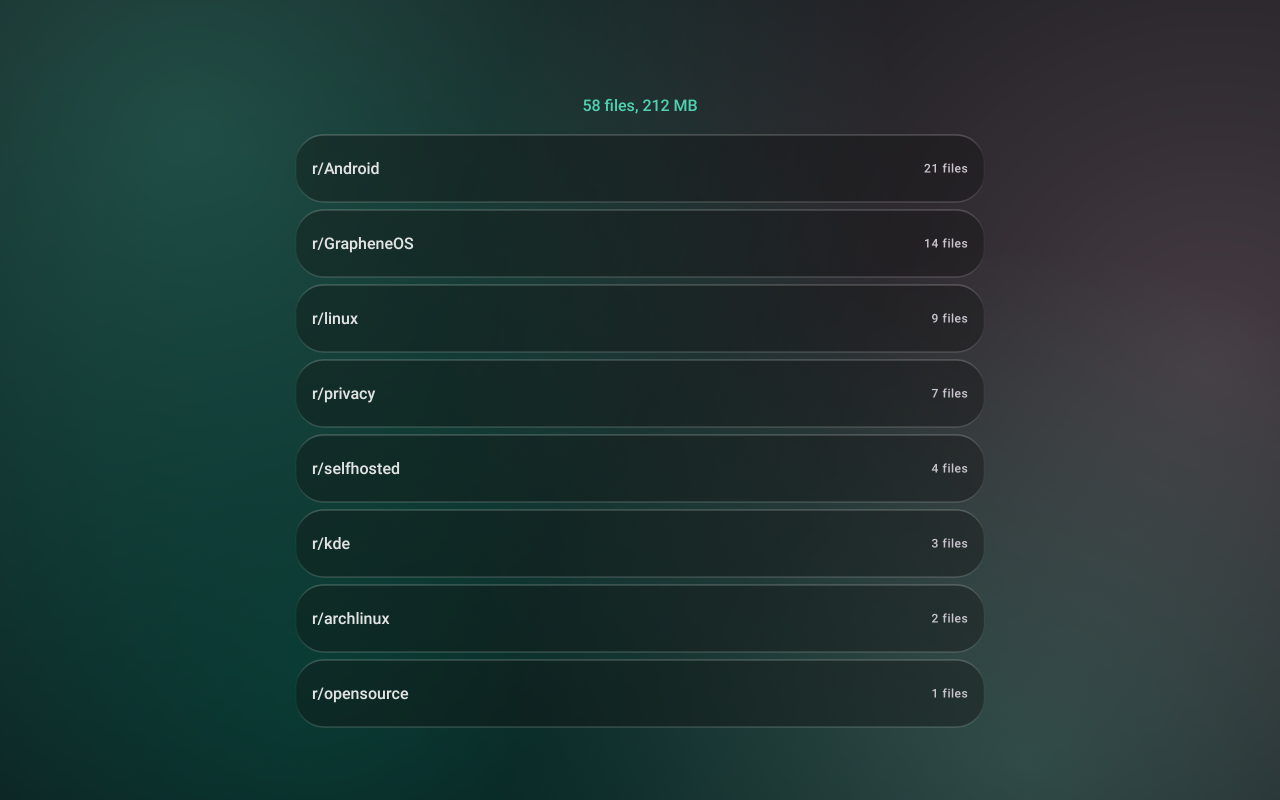 58 files, 212 MB
r/Android 21 files
r/GrapheneOS 14 files
r/linux 9 files
r/privacy 7 files
r/selfhosted 4 files
r/kde 3 files
r/archlinux 2 files
r/opensource 1 files